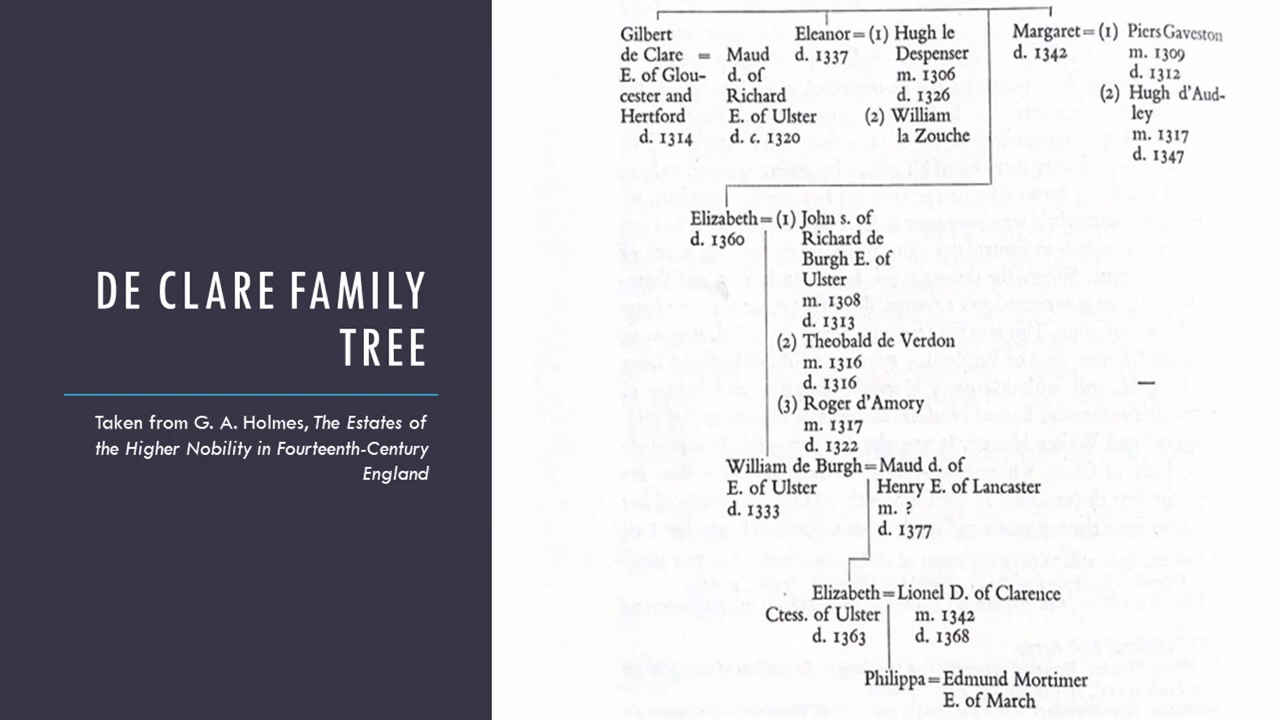 DE CLARE FAMILY
TREE
Taken from G. A. Holmes, The Estates of
the Higher Nobility in Fourteenth-Century
England
Gilbert
de Clare = Maud
E. of Glou- d. of
cester and Richard
Hertford E. of Ulster
d. 1314 d. c. 1320
Eleanor = (1) Hugh le
d. 1337 Despenser
m. 1306
d. 1326
(2) William
la Zouche
Margaret = (1) Piers Gaveston
d. 1342 m. 1309
d. 1312
(2) Hugh d'Aud-
ley
m. 1317
d. 1347
Elizabeth = (1) John s. of
d. 1360 Richard de
Burgh E. of
Ulster
m. 1308
d. 1313
(2) Theobald de Verdon
m. 1316
d. 1316
(3) Roger d'Amory
m. 1317
d. 1322
William de Burgh = Maud d. of
E. of Ulster Henry E. of Lancaster
d. 1333 m. ?
d. 1377
Elizabeth = Lionel D. of Clarence
Ctess. of Ulster m. 1342
d. 1363 d. 1368
Philippa = Edmund Mortimer
E. of March